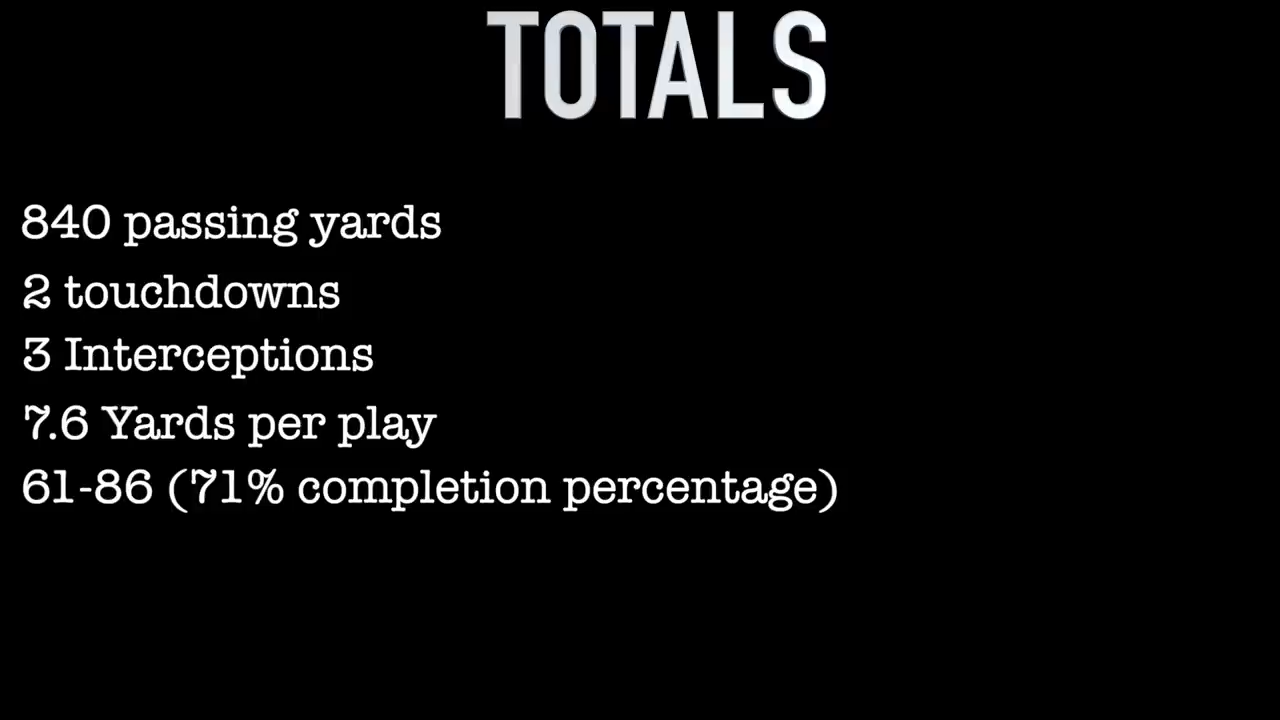 TOTALS
840 passing yards
2 touchdowns
3 Interceptions
7.6 Yards per play
61-86 (71% completion percentage)